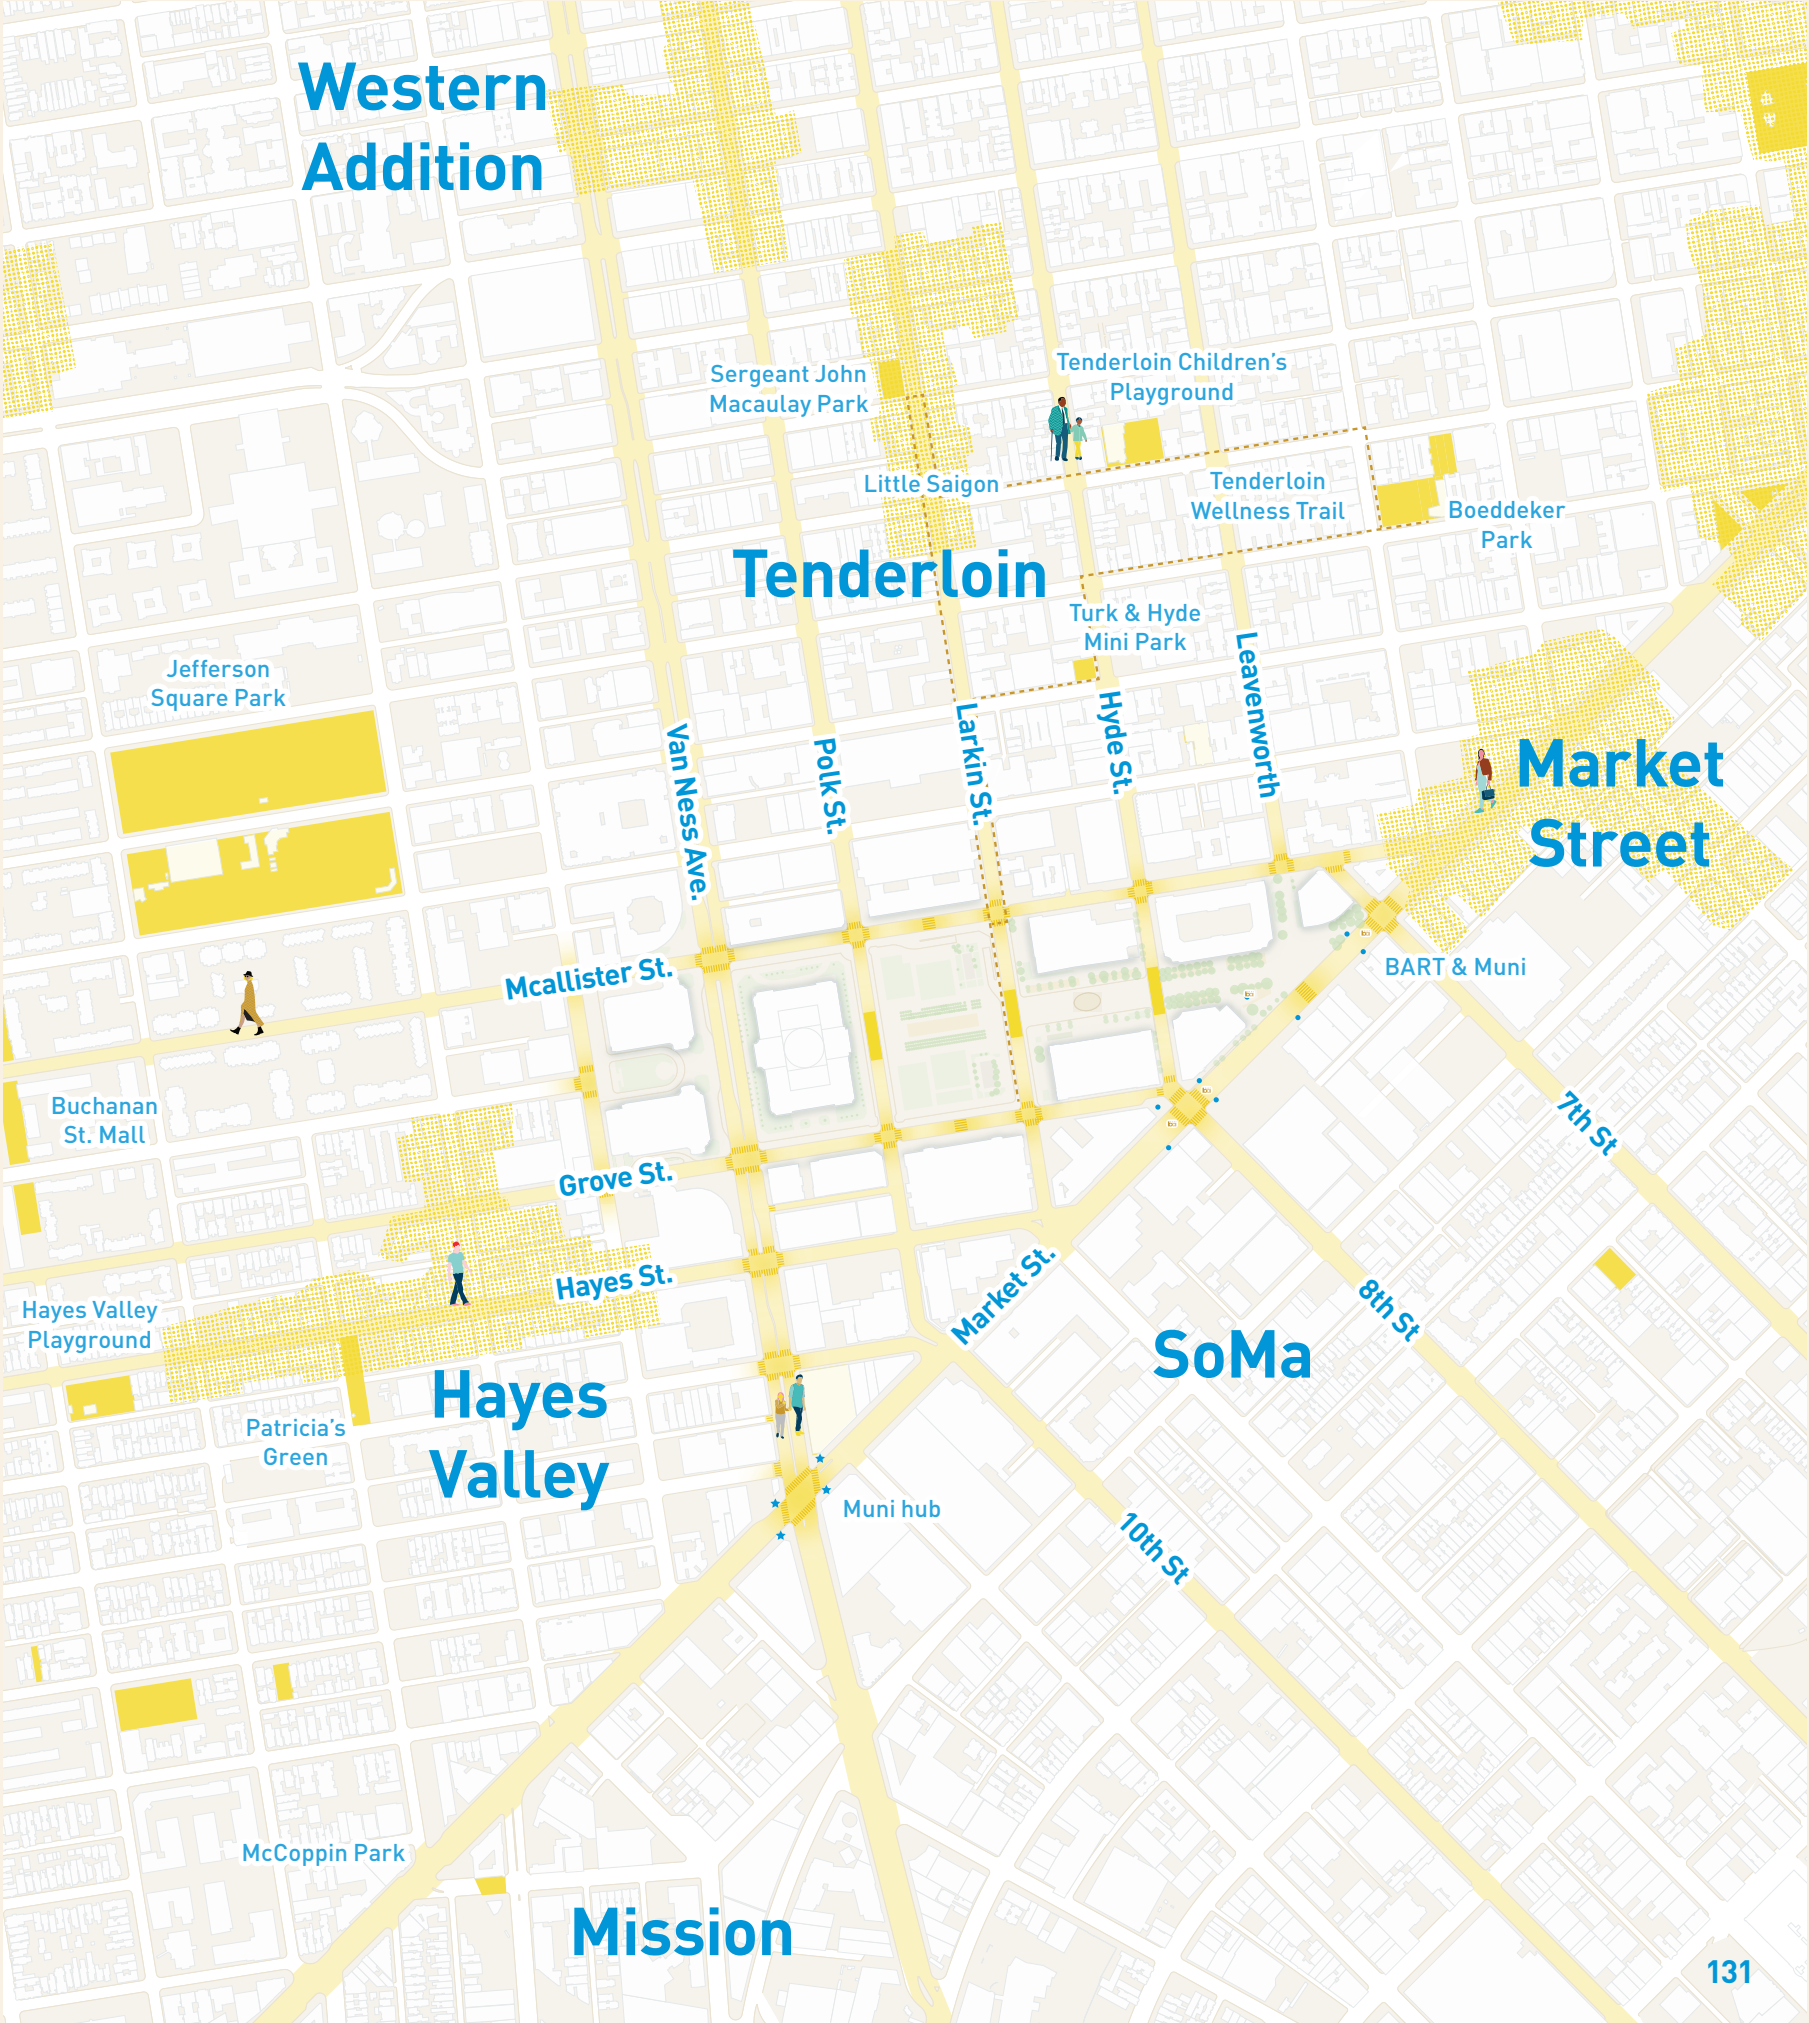 Western
Addition
Sergeant John
Macaulay Park
Tenderloin Children's
Playground
Little Saigon
Tenderloin
Wellness Trail
Boeddeker
Park
Tenderloin
Turk & Hyde
Mini Park
Jefferson
Square Park
Van Ness Ave.
Polk St.
Larkin St.
Hyde St.
Leavenworth
Market
Street
Mcallister St.
BART & Muni
Buchanan
St. Mall
7th St
Grove St.
Hayes St.
Hayes Valley
Playground
Market St.
8th St
SoMa
Hayes
Valley
Patricia's
Green
Muni hub
10th St
McCoppin Park
Mission
131